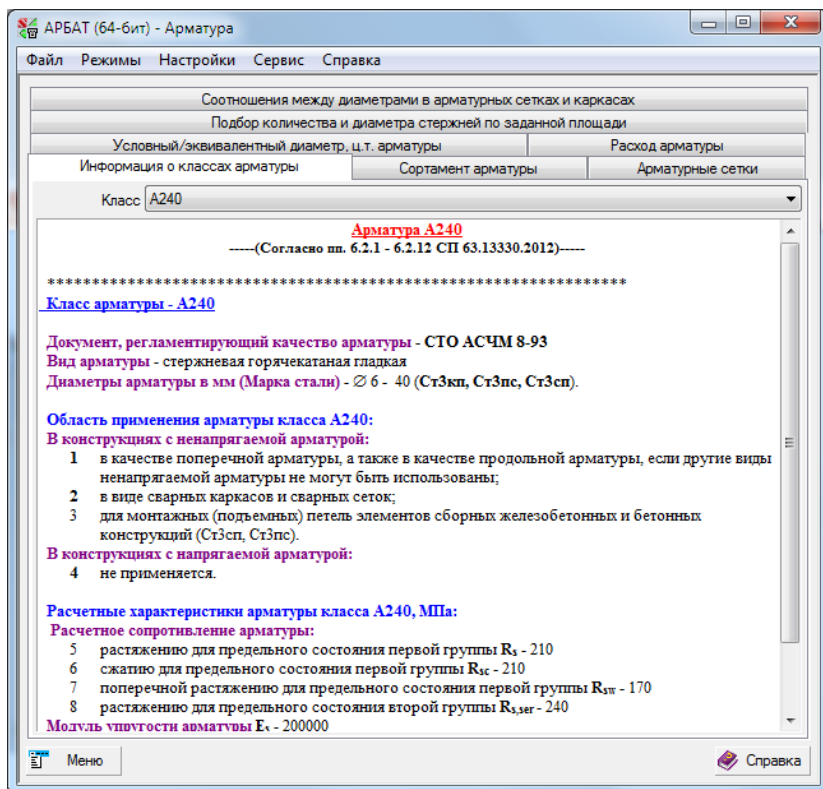 АРБАТ (64-бит) - Арматура
Файл Режимы Настройки Сервис Справка
Соотношения между диаметрами в арматурных сетках и каркасах
Подбор количества и диаметра стержней по заданной площади
Условный/эквивалентный диаметр, ц.т. арматуры Расход арматуры
Информация о классах арматуры Сортамент арматуры Арматурные сетки
Класс A240
Арматура А240
-----(Согласно пп. 6.2.1 - 6.2.12 СП 63.13330.2012)-----
*****************************************************************
Класс арматуры - А240
Документ, регламентирующий качество арматуры - СТО АСЧМ 8-93
Вид арматуры - стержневая горячекатаная гладкая
Диаметры арматуры в мм (Марка стали) - ∅ 6 - 40 (Ст3кп, Ст3пс, Ст3сп).
Область применения арматуры класса А240:
В конструкциях с ненапрягаемой арматурой:
1 в качестве поперечной арматуры, а также в качестве продольной арматуры, если другие виды
ненапрягаемой арматуры не могут быть использованы;
2 в виде сварных каркасов и сварных сеток;
3 для монтажных (подъемных) петель элементов сборных железобетонных и бетонных
конструкций (Ст3сп, Ст3пс).
В конструкциях с напрягаемой арматурой:
4 не применяется.
Расчетные характеристики арматуры класса А240, МПа:
Расчетное сопротивление арматуры:
5 растяжению для предельного состояния первой группы Rs - 210
6 сжатию для предельного состояния первой группы Rsc - 210
7 поперечной растяжению для предельного состояния первой группы Rsw - 170
8 растяжению для предельного состояния второй группы Rs,ser - 240
Модуль упругости арматуры Es - 200000
Меню Справка